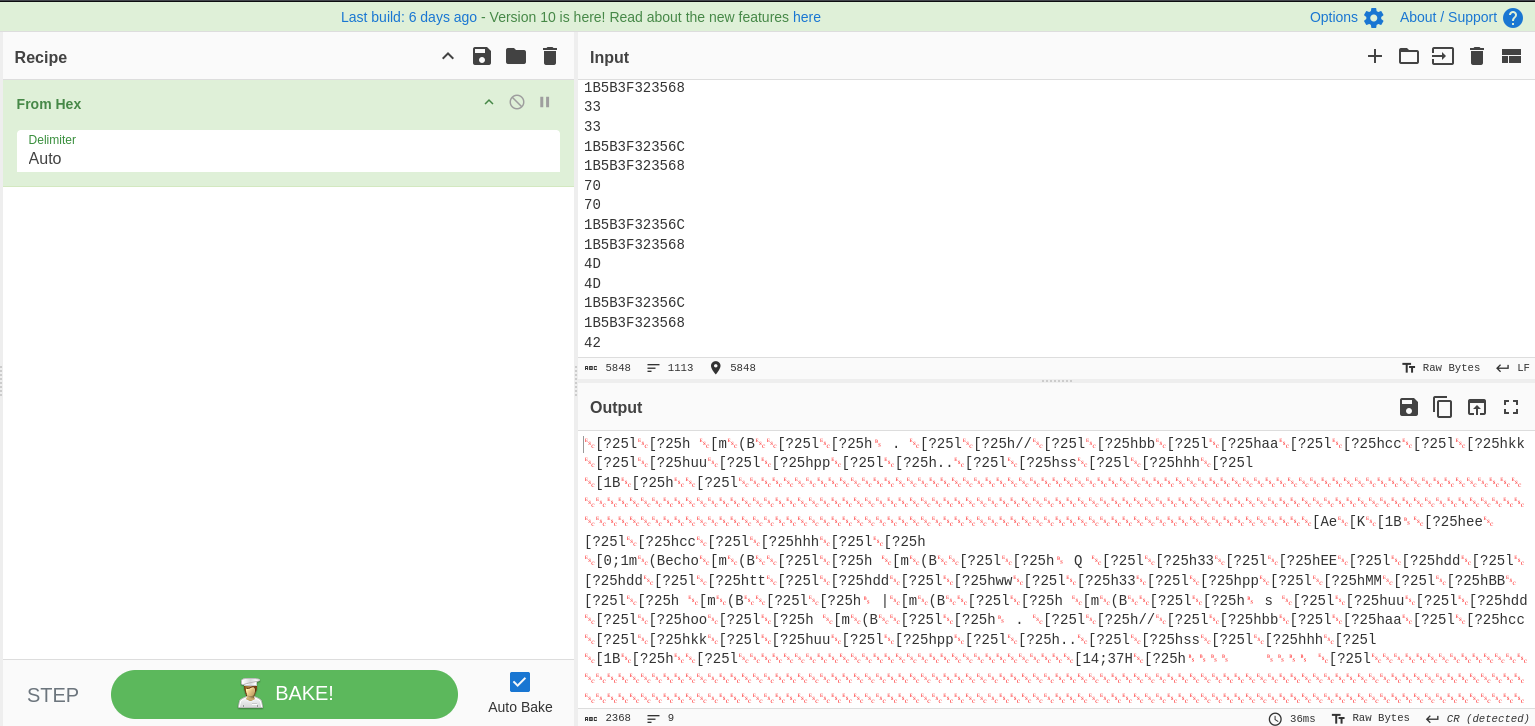 Last build: 6 days ago - Version 10 is here! Read about the new features here
Options
About / Support
Recipe
Input
From Hex
Delimiter
Auto
1B5B3F323568
33
33
1B5B3F32356C
1B5B3F323568
70
70
1B5B3F32356C
1B5B3F323568
4D
4D
1B5B3F32356C
1B5B3F323568
42
ABC 5848 1113 5848
Raw Bytes LF
Output
[?25l [?25h [m (B [?25l [?25h . [?25l [?25h// [?25l [?25hbb [?25l [?25haa [?25l [?25hcc [?25l [?25hkk
[?25l [?25huu [?25l [?25hpp [?25l [?25h.. [?25l [?25hss [?25l [?25hhh [?25l
[1B [?25h [?25l
[Ae [K [1B [?25hee
[?25l [?25hcc [?25l [?25hhh [?25l [?25h
[0;1m (Becho [m (B [?25l [?25h [m (B [?25l [?25h Q [?25l [?25h33 [?25l [?25hEE [?25l [?25hdd [?25l
[?25hdd [?25l [?25htt [?25l [?25hdd [?25l [?25hww [?25l [?25h33 [?25l [?25hpp [?25l [?25hMM [?25l [?25hBB
[?25l [?25h [m (B [?25l [?25h | [m (B [?25l [?25h [m (B [?25l [?25h s [?25l [?25huu [?25l [?25hdd
[?25l [?25hoo [?25l [?25h [m (B [?25l [?25h . [?25l [?25h// [?25l [?25hbb [?25l [?25haa [?25l [?25hcc
[?25l [?25hkk [?25l [?25huu [?25l [?25hpp [?25l [?25h.. [?25l [?25hss [?25l [?25hhh [?25l
[1B [?25h [?25l [14;37H [?25h [?25l
STEP
BAKE!
Auto Bake
ABC 2368 9
36ms Raw Bytes CR (detected)